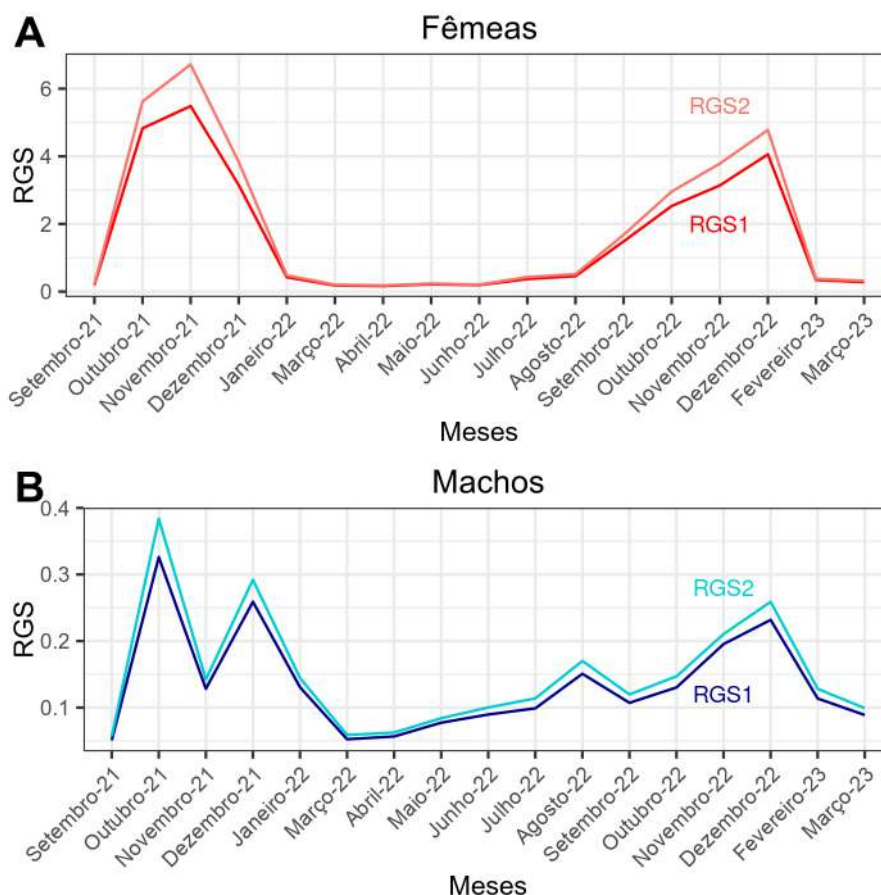 A
Fêmeas
RGS
6
4
2
0
RGS2
RGS1
Setembro-21
Outubro-21
Novembro-21
Dezembro-21
Janeiro-22
Março-22
Abril-22
Maio-22
Junho-22
Julho-22
Agosto-22
Setembro-22
Outubro-22
Novembro-22
Dezembro-22
Fevereiro-23
Março-23
Meses
B
Machos
RGS
0.4
0.3
0.2
0.1
RGS2
RGS1
Setembro-21
Outubro-21
Novembro-21
Dezembro-21
Janeiro-22
Março-22
Abril-22
Maio-22
Junho-22
Julho-22
Agosto-22
Setembro-22
Outubro-22
Novembro-22
Dezembro-22
Fevereiro-23
Março-23
Meses